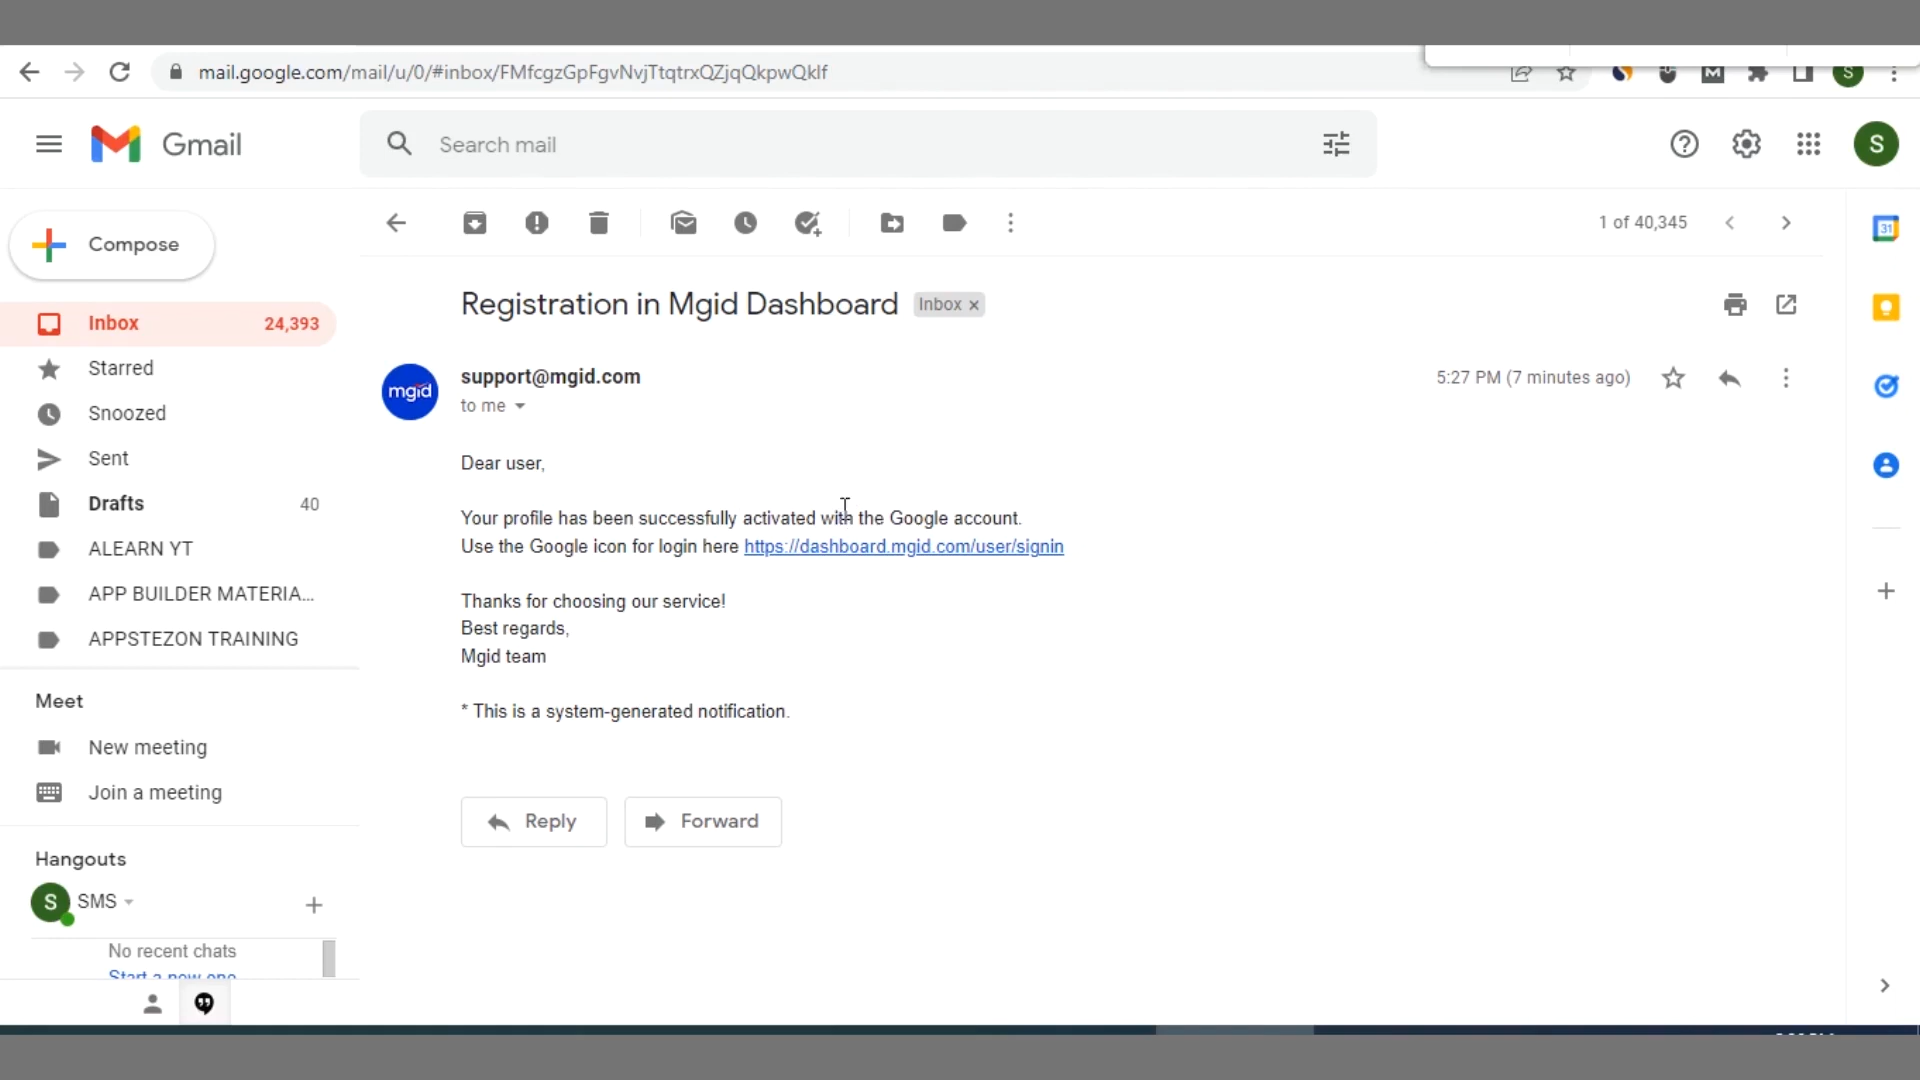 mail.google.com/mail/u/0/#inbox/FMfcgzGpFgvNvjTtqtrxQZjqQkpwQklf
S
Gmail
Search mail
S
Compose
1 of 40,345
31
Registration in Mgid Dashboard
Inbox ×
Inbox 24,393
Starred
Snoozed
Sent
Drafts 40
ALEARN YT
APP BUILDER MATERIA...
APPSTEZON TRAINING
mgid
support@mgid.com
5:27 PM (7 minutes ago)
to me
Dear user,
Your profile has been successfully activated with the Google account.
Use the Google icon for login here https://dashboard.mgid.com/user/signin
Thanks for choosing our service!
Best regards,
Mgid team
* This is a system-generated notification.
Reply
Forward
Meet
New meeting
Join a meeting
Hangouts
S
SMS
No recent chats
Start a new one